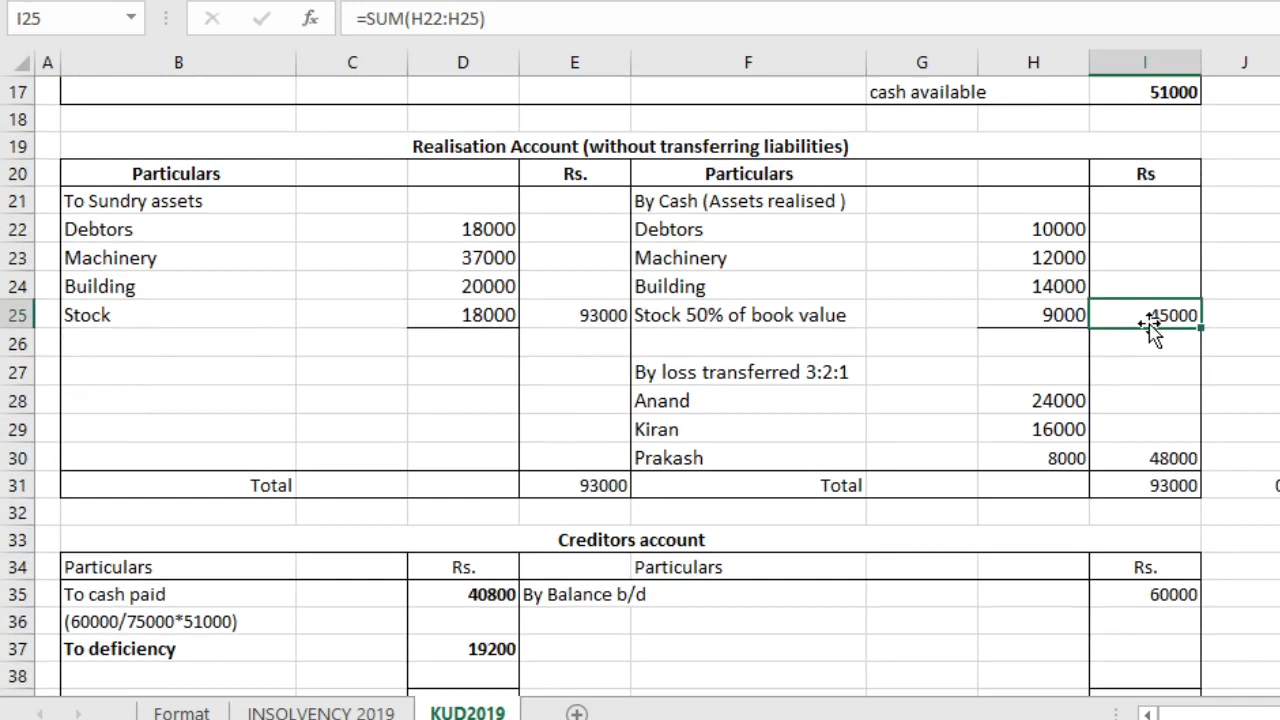 I25 fx =SUM(H22:H25)
A B C D E F G H I J
17 cash available 51000
18
19 Realisation Account (without transferring liabilities)
20 Particulars Rs. Particulars Rs
21 To Sundry assets By Cash (Assets realised )
22 Debtors 18000 Debtors 10000
23 Machinery 37000 Machinery 12000
24 Building 20000 Building 14000
25 Stock 18000 93000 Stock 50% of book value 9000 45000
26
27 By loss transferred 3:2:1
28 Anand 24000
29 Kiran 16000
30 Prakash 8000 48000
31 Total 93000 Total 93000
32
33 Creditors account
34 Particulars Rs. Particulars Rs.
35 To cash paid 40800 By Balance b/d 60000
36 (60000/75000*51000)
37 To deficiency 19200
38
Format INSOLVENCY 2019 KUD2019